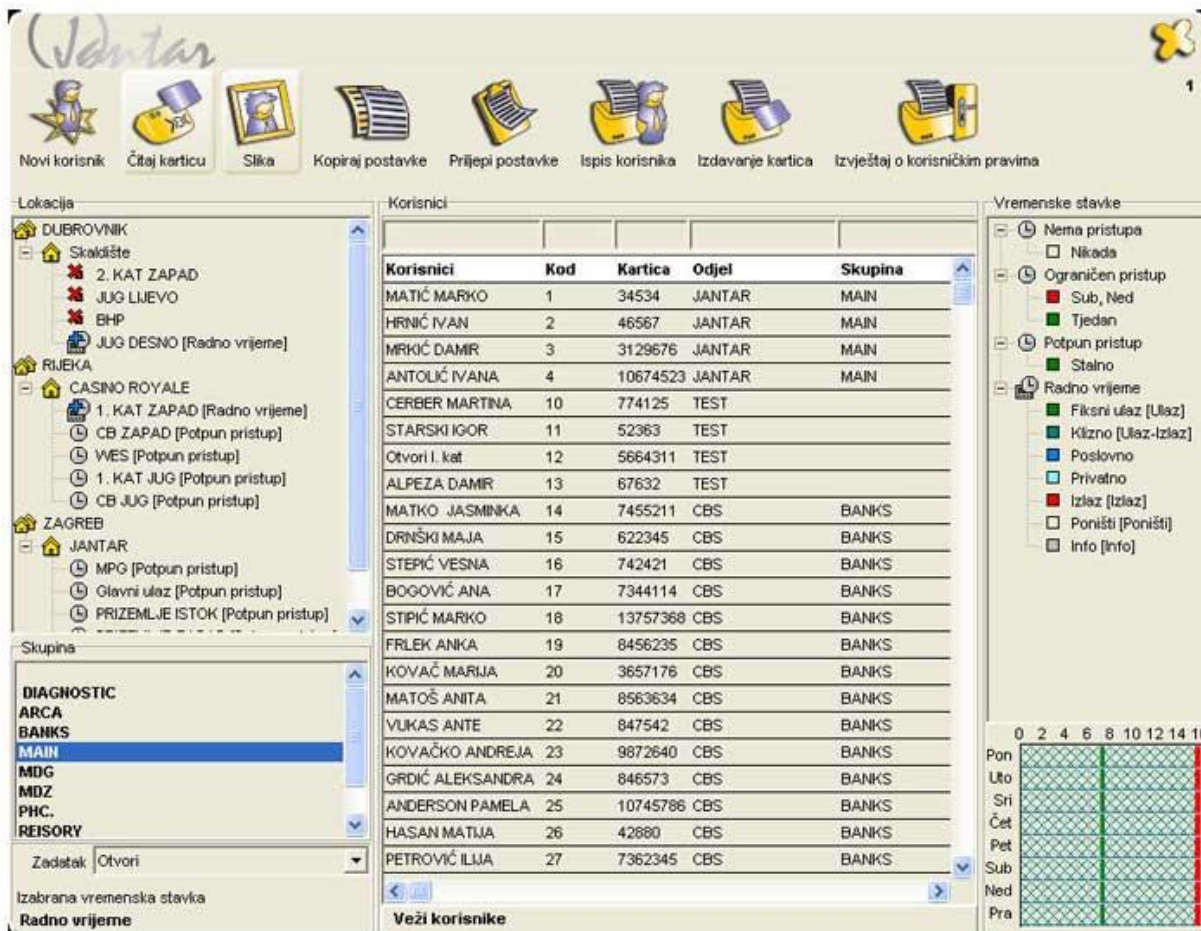 Jantar
1
Novi korisnik
Čitaj karticu
Slika
Kopiraj postavke
Priljepi postavke
Ispis korisnika
Izdavanje kartica
Izvještaj o korisničkim pravima
Lokacija
DUBROVNIK
Skaldište
2. KAT ZAPAD
JUG LIJEVO
BHP
JUG DESNO [Radno vrijeme]
RIJEKA
CASINO ROYALE
1. KAT ZAPAD [Radno vrijeme]
CB ZAPAD [Potpun pristup]
WES [Potpun pristup]
1. KAT JUG [Potpun pristup]
CB JUG [Potpun pristup]
ZAGREB
JANTAR
MPG [Potpun pristup]
Glavni ulaz [Potpun pristup]
PRIZEMLJE ISTOK [Potpun pristup]
Skupina
DIAGNOSTIC
ARCA
BANKS
MAIN
MDG
MDZ
PHC.
REISORY
Zadatak Otvori
Izabrana vremenska stavka
Radno vrijeme
Korisnici
Korisnici Kod Kartica Odjel Skupina
MATIĆ MARKO 1 34534 JANTAR MAIN
HRNIĆ IVAN 2 46567 JANTAR MAIN
MRKIĆ DAMIR 3 3129676 JANTAR MAIN
ANTOLIĆ IVANA 4 10674523 JANTAR MAIN
CERBER MARTINA 10 774125 TEST
STARSKI IGOR 11 52363 TEST
Otvori I. kat 12 5664311 TEST
ALPEZA DAMIR 13 67632 TEST
MATKO JASMINKA 14 7455211 CBS BANKS
DRNŠKI MAJA 15 622345 CBS BANKS
STEPIĆ VESNA 16 742421 CBS BANKS
BOGOVIĆ ANA 17 7344114 CBS BANKS
STIPIĆ MARKO 18 13757368 CBS BANKS
FRLEK ANKA 19 8456235 CBS BANKS
KOVAČ MARIJA 20 3657176 CBS BANKS
MATOŠ ANITA 21 8563634 CBS BANKS
VUKAS ANTE 22 847542 CBS BANKS
KOVAČKO ANDREJA 23 9872640 CBS BANKS
GRDIĆ ALEKSANDRA 24 846573 CBS BANKS
ANDERSON PAMELA 25 10745786 CBS BANKS
HASAN MATIJA 26 42880 CBS BANKS
PETROVIĆ ILIJA 27 7362345 CBS BANKS
Veži korisnike
Vremenske stavke
Nema pristupa
Nikada
Ograničen pristup
Sub, Ned
Tjedan
Potpun pristup
Stalno
Radno vrijeme
Fiksni ulaz [Ulaz]
Klizno [Ulaz-Izlaz]
Poslovno
Privatno
Izlaz [Izlaz]
Poništi [Poništi]
Info [Info]
0 2 4 6 8 10 12 14
Pon
Uto
Sri
Čet
Pet
Sub
Ned
Pra